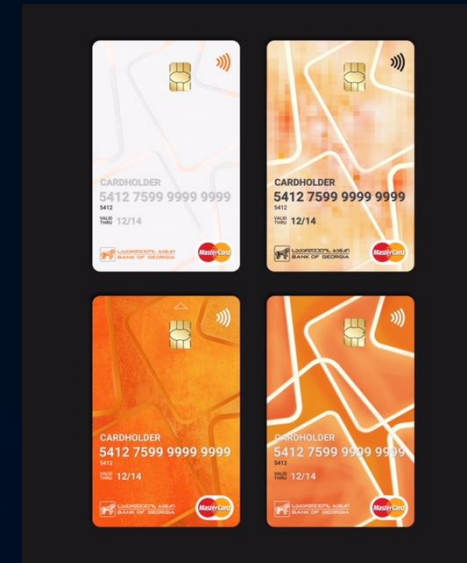 CARDHOLDER
5412 7599 9999 9999
5412
VALID THRU 12/14
BANK OF GEORGIA
MasterCard
CARDHOLDER
5412 7599 9999 9999
5412
VALID THRU 12/14
BANK OF GEORGIA
MasterCard
CARDHOLDER
5412 7599 9999 9999
5412
VALID THRU 12/14
BANK OF GEORGIA
MasterCard
CARDHOLDER
5412 7599 9999 9999
5412
VALID THRU 12/14
BANK OF GEORGIA
MasterCard